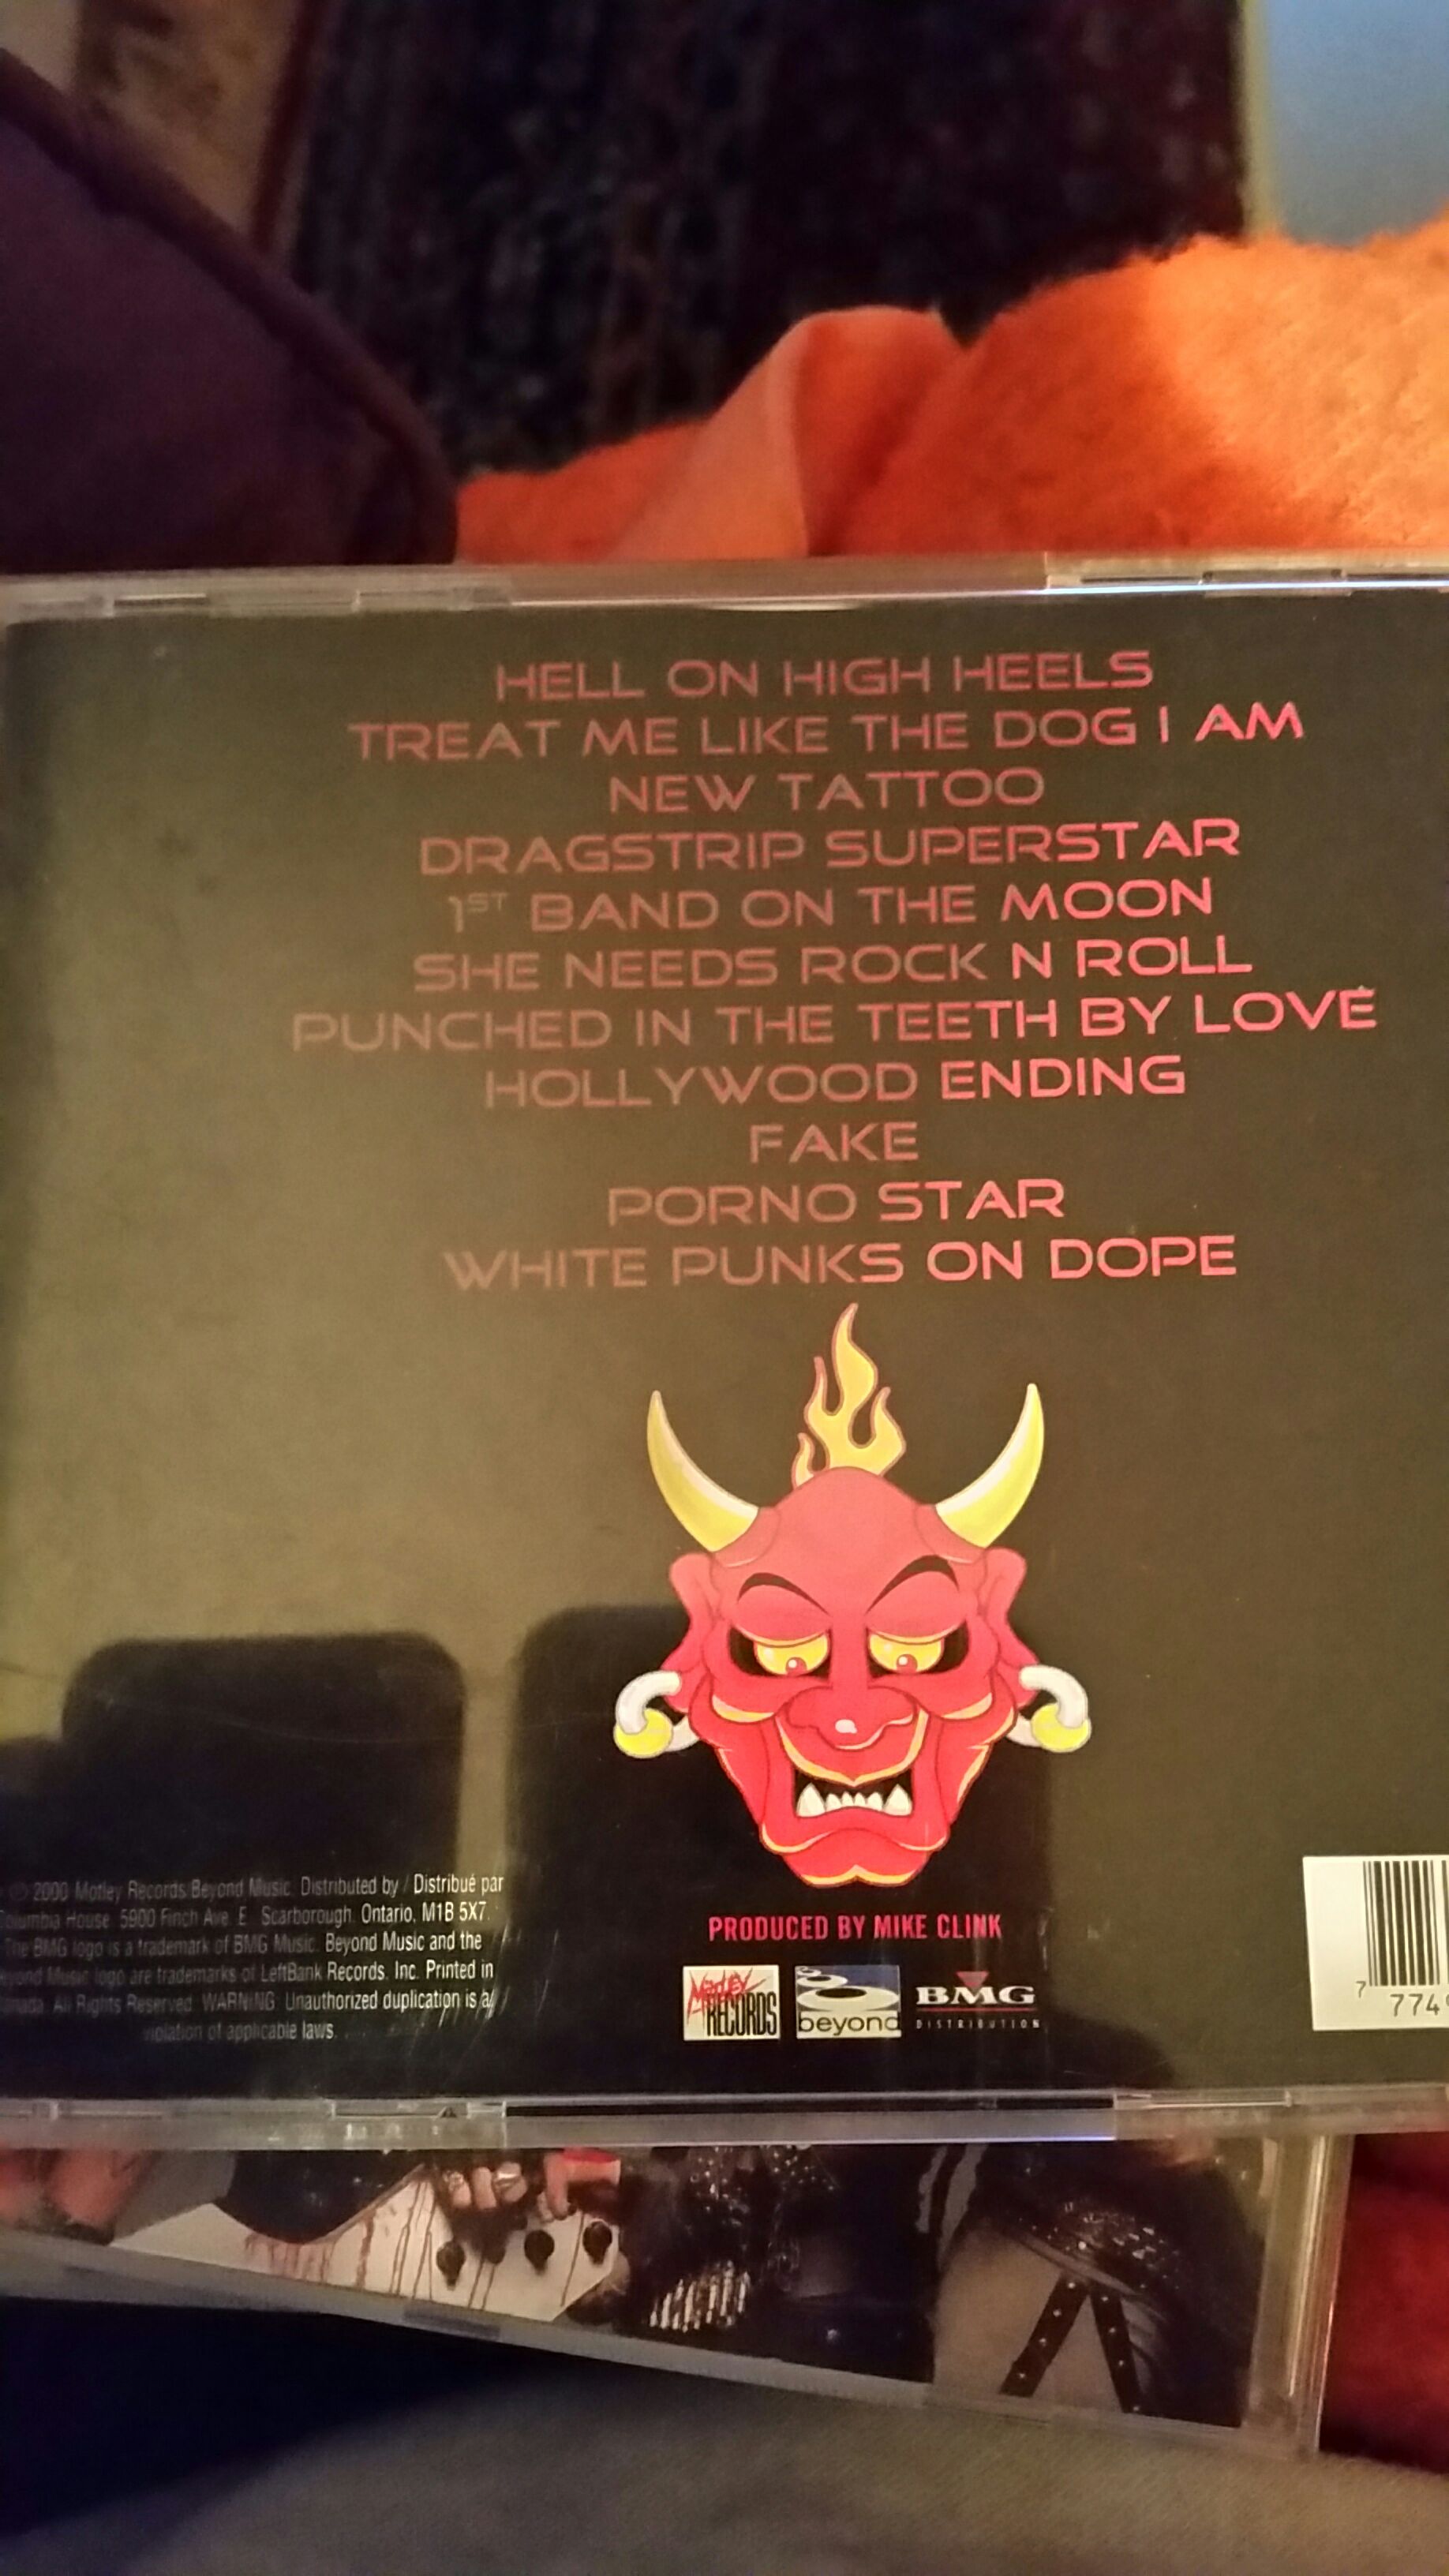 HELL ON HIGH HEELS
TREAT ME LIKE THE DOG I AM
NEW TATTOO
DRAGSTRIP SUPERSTAR
1ST BAND ON THE MOON
SHE NEEDS ROCK N ROLL
PUNCHED IN THE TEETH BY LOVE
HOLLYWOOD ENDING
FAKE
PORNO STAR
WHITE PUNKS ON DOPE
℗ 2000 Motley Records Beyond Music. Distributed by / Distribué par
Columbia House. 5900 Finch Ave. E. Scarborough. Ontario. M1B 5X7.
The BMG logo is a trademark of BMG Music. Beyond Music and the
Beyond Music logo are trademarks of LeftBank Records. Inc. Printed in
Canada. All Rights Reserved. WARNING: Unauthorized duplication is a
violation of applicable laws.
PRODUCED BY MIKE CLINK
MÖTLEY
RECORDS
beyond
BMG
DISTRIBUTION
7 774